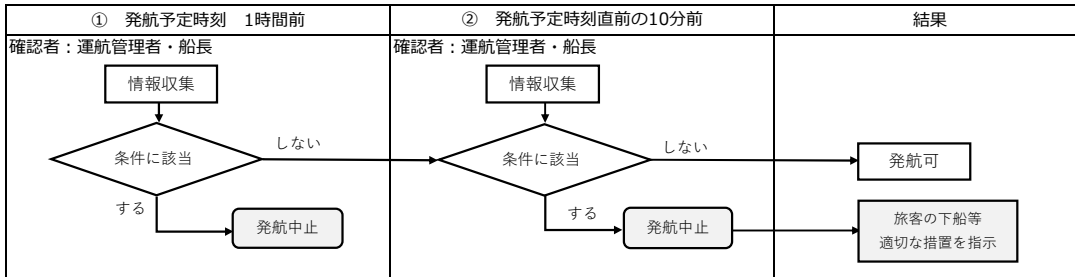 ① 発航予定時刻 1時間前
② 発航予定時刻直前の10分前
結果
確認者：運航管理者・船長
情報収集
条件に該当
しない
する
発航中止
確認者：運航管理者・船長
情報収集
条件に該当
しない
する
発航中止
発航可
旅客の下船等
適切な措置を指示